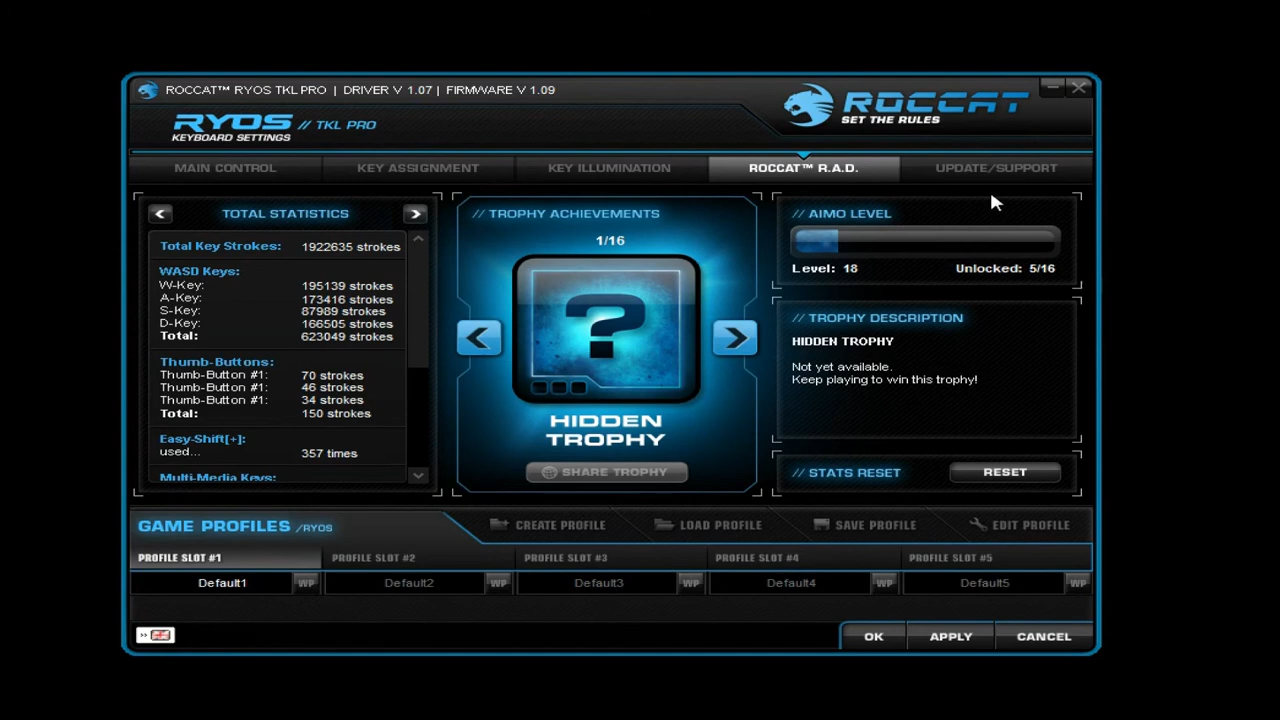 ROCCAT™ RYOS TKL PRO | DRIVER V 1.07 | FIRMWARE V 1.09
ROCCAT
SET THE RULES
RYOS // TKL PRO
KEYBOARD SETTINGS
MAIN CONTROL
KEY ASSIGNMENT
KEY ILLUMINATION
ROCCAT™ R.A.D.
UPDATE/SUPPORT
TOTAL STATISTICS
Total Key Strokes: 1922635 strokes
WASD Keys:
W-Key: 195139 strokes
A-Key: 173416 strokes
S-Key: 87989 strokes
D-Key: 166505 strokes
Total: 623049 strokes
Thumb-Buttons:
Thumb-Button #1: 70 strokes
Thumb-Button #1: 46 strokes
Thumb-Button #1: 34 strokes
Total: 150 strokes
Easy-Shift[+]:
used... 357 times
Multi-Media Keys:
// TROPHY ACHIEVEMENTS
1/16
?
HIDDEN
TROPHY
SHARE TROPHY
// AIMO LEVEL
Level: 18 Unlocked: 5/16
// TROPHY DESCRIPTION
HIDDEN TROPHY
Not yet available.
Keep playing to win this trophy!
// STATS RESET
RESET
GAME PROFILES /RYOS
CREATE PROFILE
LOAD PROFILE
SAVE PROFILE
EDIT PROFILE
PROFILE SLOT #1
PROFILE SLOT #2
PROFILE SLOT #3
PROFILE SLOT #4
PROFILE SLOT #5
Default1 WP
Default2 WP
Default3 WP
Default4 WP
Default5 WP
OK
APPLY
CANCEL